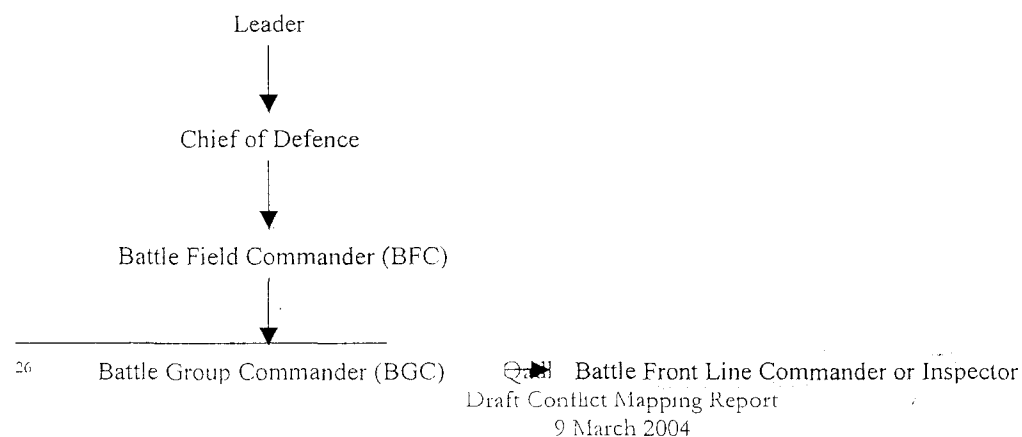 Leader
Chief of Defence
Battle Field Commander (BFC)
26 Battle Group Commander (BGC) Battle Front Line Commander or Inspector
Draft Conflict Mapping Report
9 March 2004